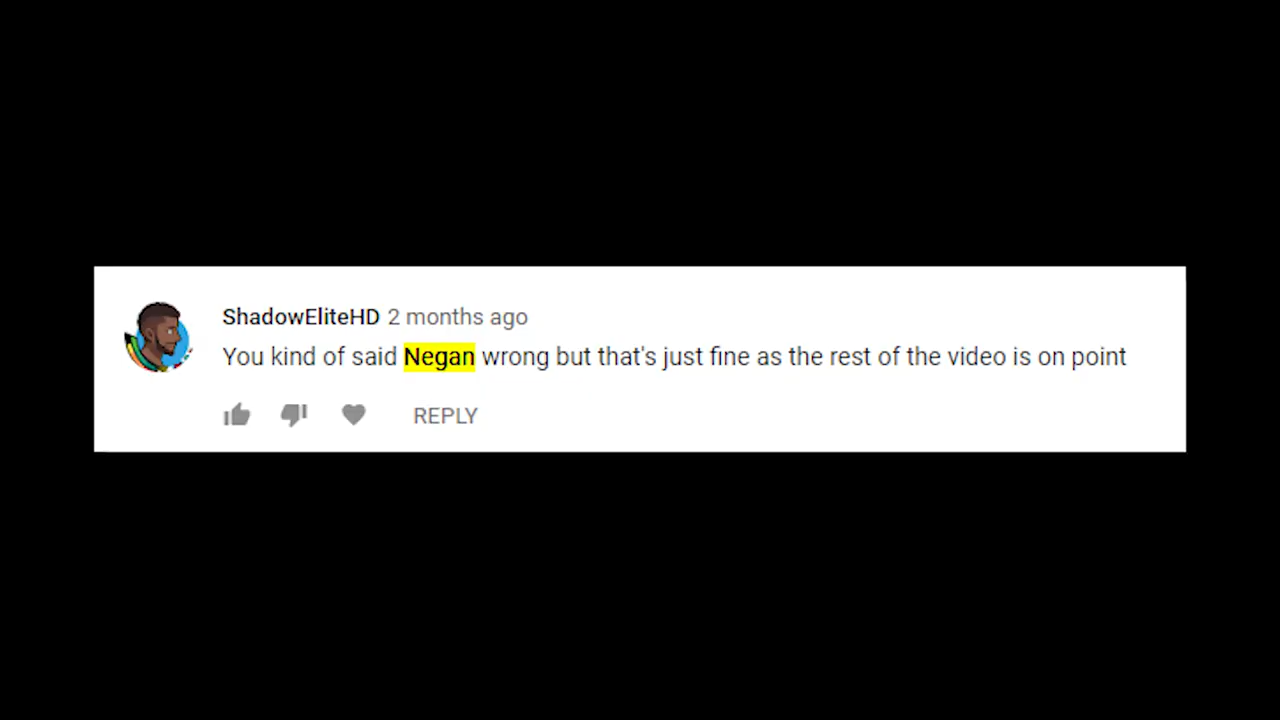 ShadowEliteHD 2 months ago
You kind of said Negan wrong but that's just fine as the rest of the video is on point
REPLY